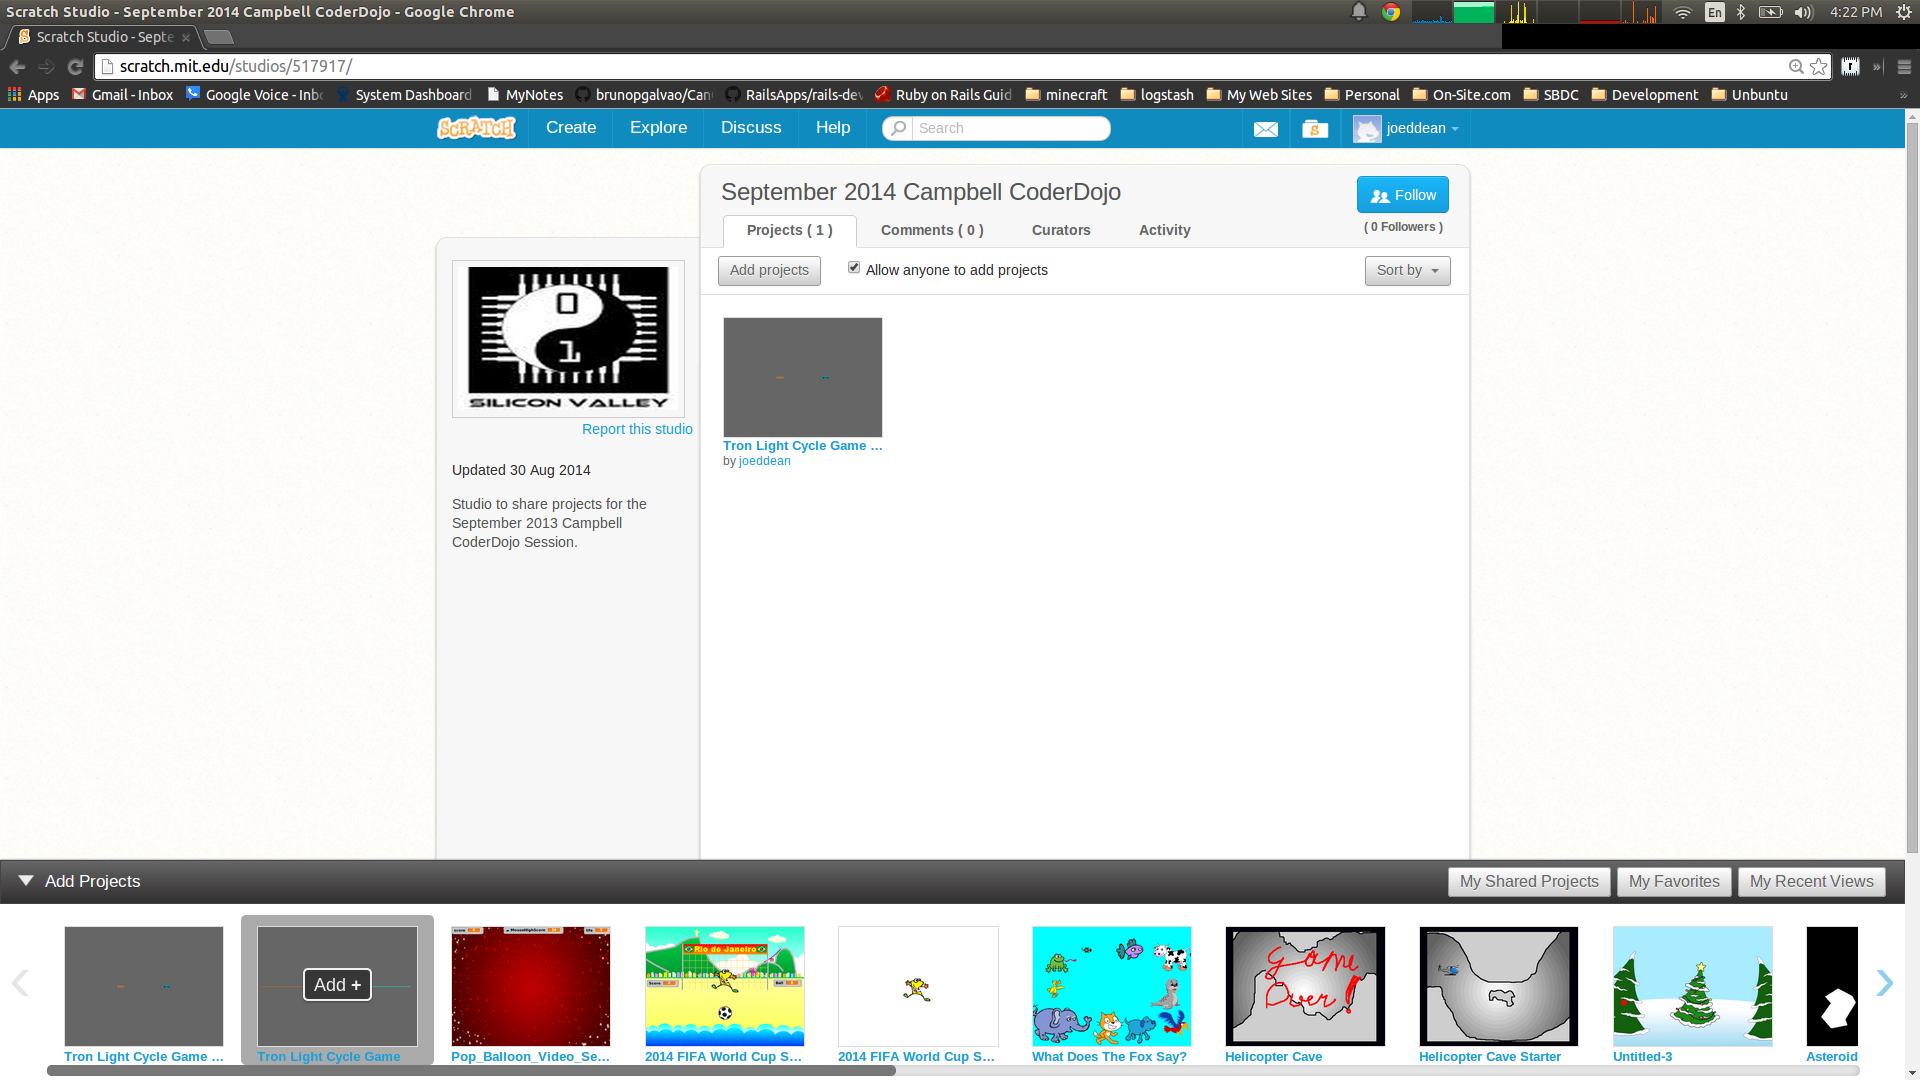 Scratch Studio - September 2014 Campbell CoderDojo - Google Chrome
En
4:22 PM
Scratch Studio - Septe
scratch.mit.edu/studios/517917/
Apps
Gmail - Inbox
Google Voice - Inb
System Dashboard
MyNotes
brunopgalvao/Can
RailsApps/rails-dev
Ruby on Rails Guid
minecraft
logstash
My Web Sites
Personal
On-Site.com
SBDC
Development
Unbuntu
SCRATCH
Create
Explore
Discuss
Help
Search
S
joeddean
September 2014 Campbell CoderDojo
Follow
( 0 Followers )
Projects ( 1 )
Comments ( 0 )
Curators
Activity
Add projects
Allow anyone to add projects
Sort by
0
1
SILICON VALLEY
Report this studio
Updated 30 Aug 2014
Studio to share projects for the
September 2013 Campbell
CoderDojo Session.
Tron Light Cycle Game ...
by joeddean
Add Projects
My Shared Projects
My Favorites
My Recent Views
Add +
Rio do Janeiro
Game
Over!
Tron Light Cycle Game ...
Tron Light Cycle Game
Pop_Balloon_Video_Se...
2014 FIFA World Cup S...
2014 FIFA World Cup S...
What Does The Fox Say?
Helicopter Cave
Helicopter Cave Starter
Untitled-3
Asteroid